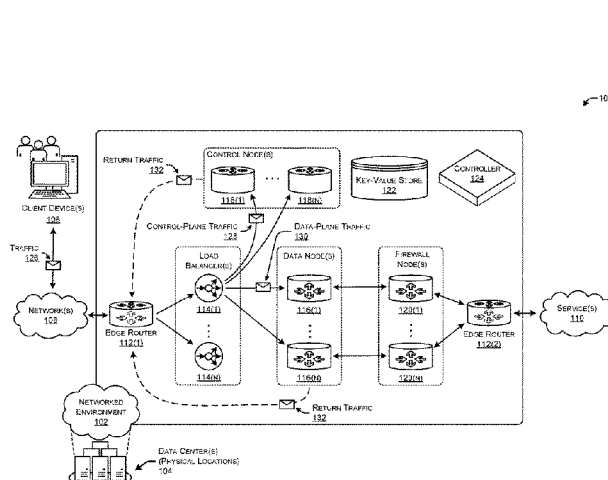 10
RETURN TRAFFIC
132
CONTROL NODE(S)
118(1)
118(N)
KEY-VALUE STORE
122
CONTROLLER
124
CLIENT DEVICE(S)
106
CONTROL-PLANE TRAFFIC
128
DATA-PLANE TRAFFIC
130
TRAFFIC
126
LOAD
BALANCER(S)
DATA NODE(S)
FIREWALL
NODE(S)
NETWORK(S)
108
EDGE ROUTER
112(1)
114(1)
116(1)
120(1)
SERVICE(S)
110
EDGE ROUTER
112(2)
114(N)
116(N)
120(N)
NETWORKED
ENVIRONMENT
102
RETURN TRAFFIC
132
DATA CENTER(S)
(PHYSICAL LOCATIONS)
104